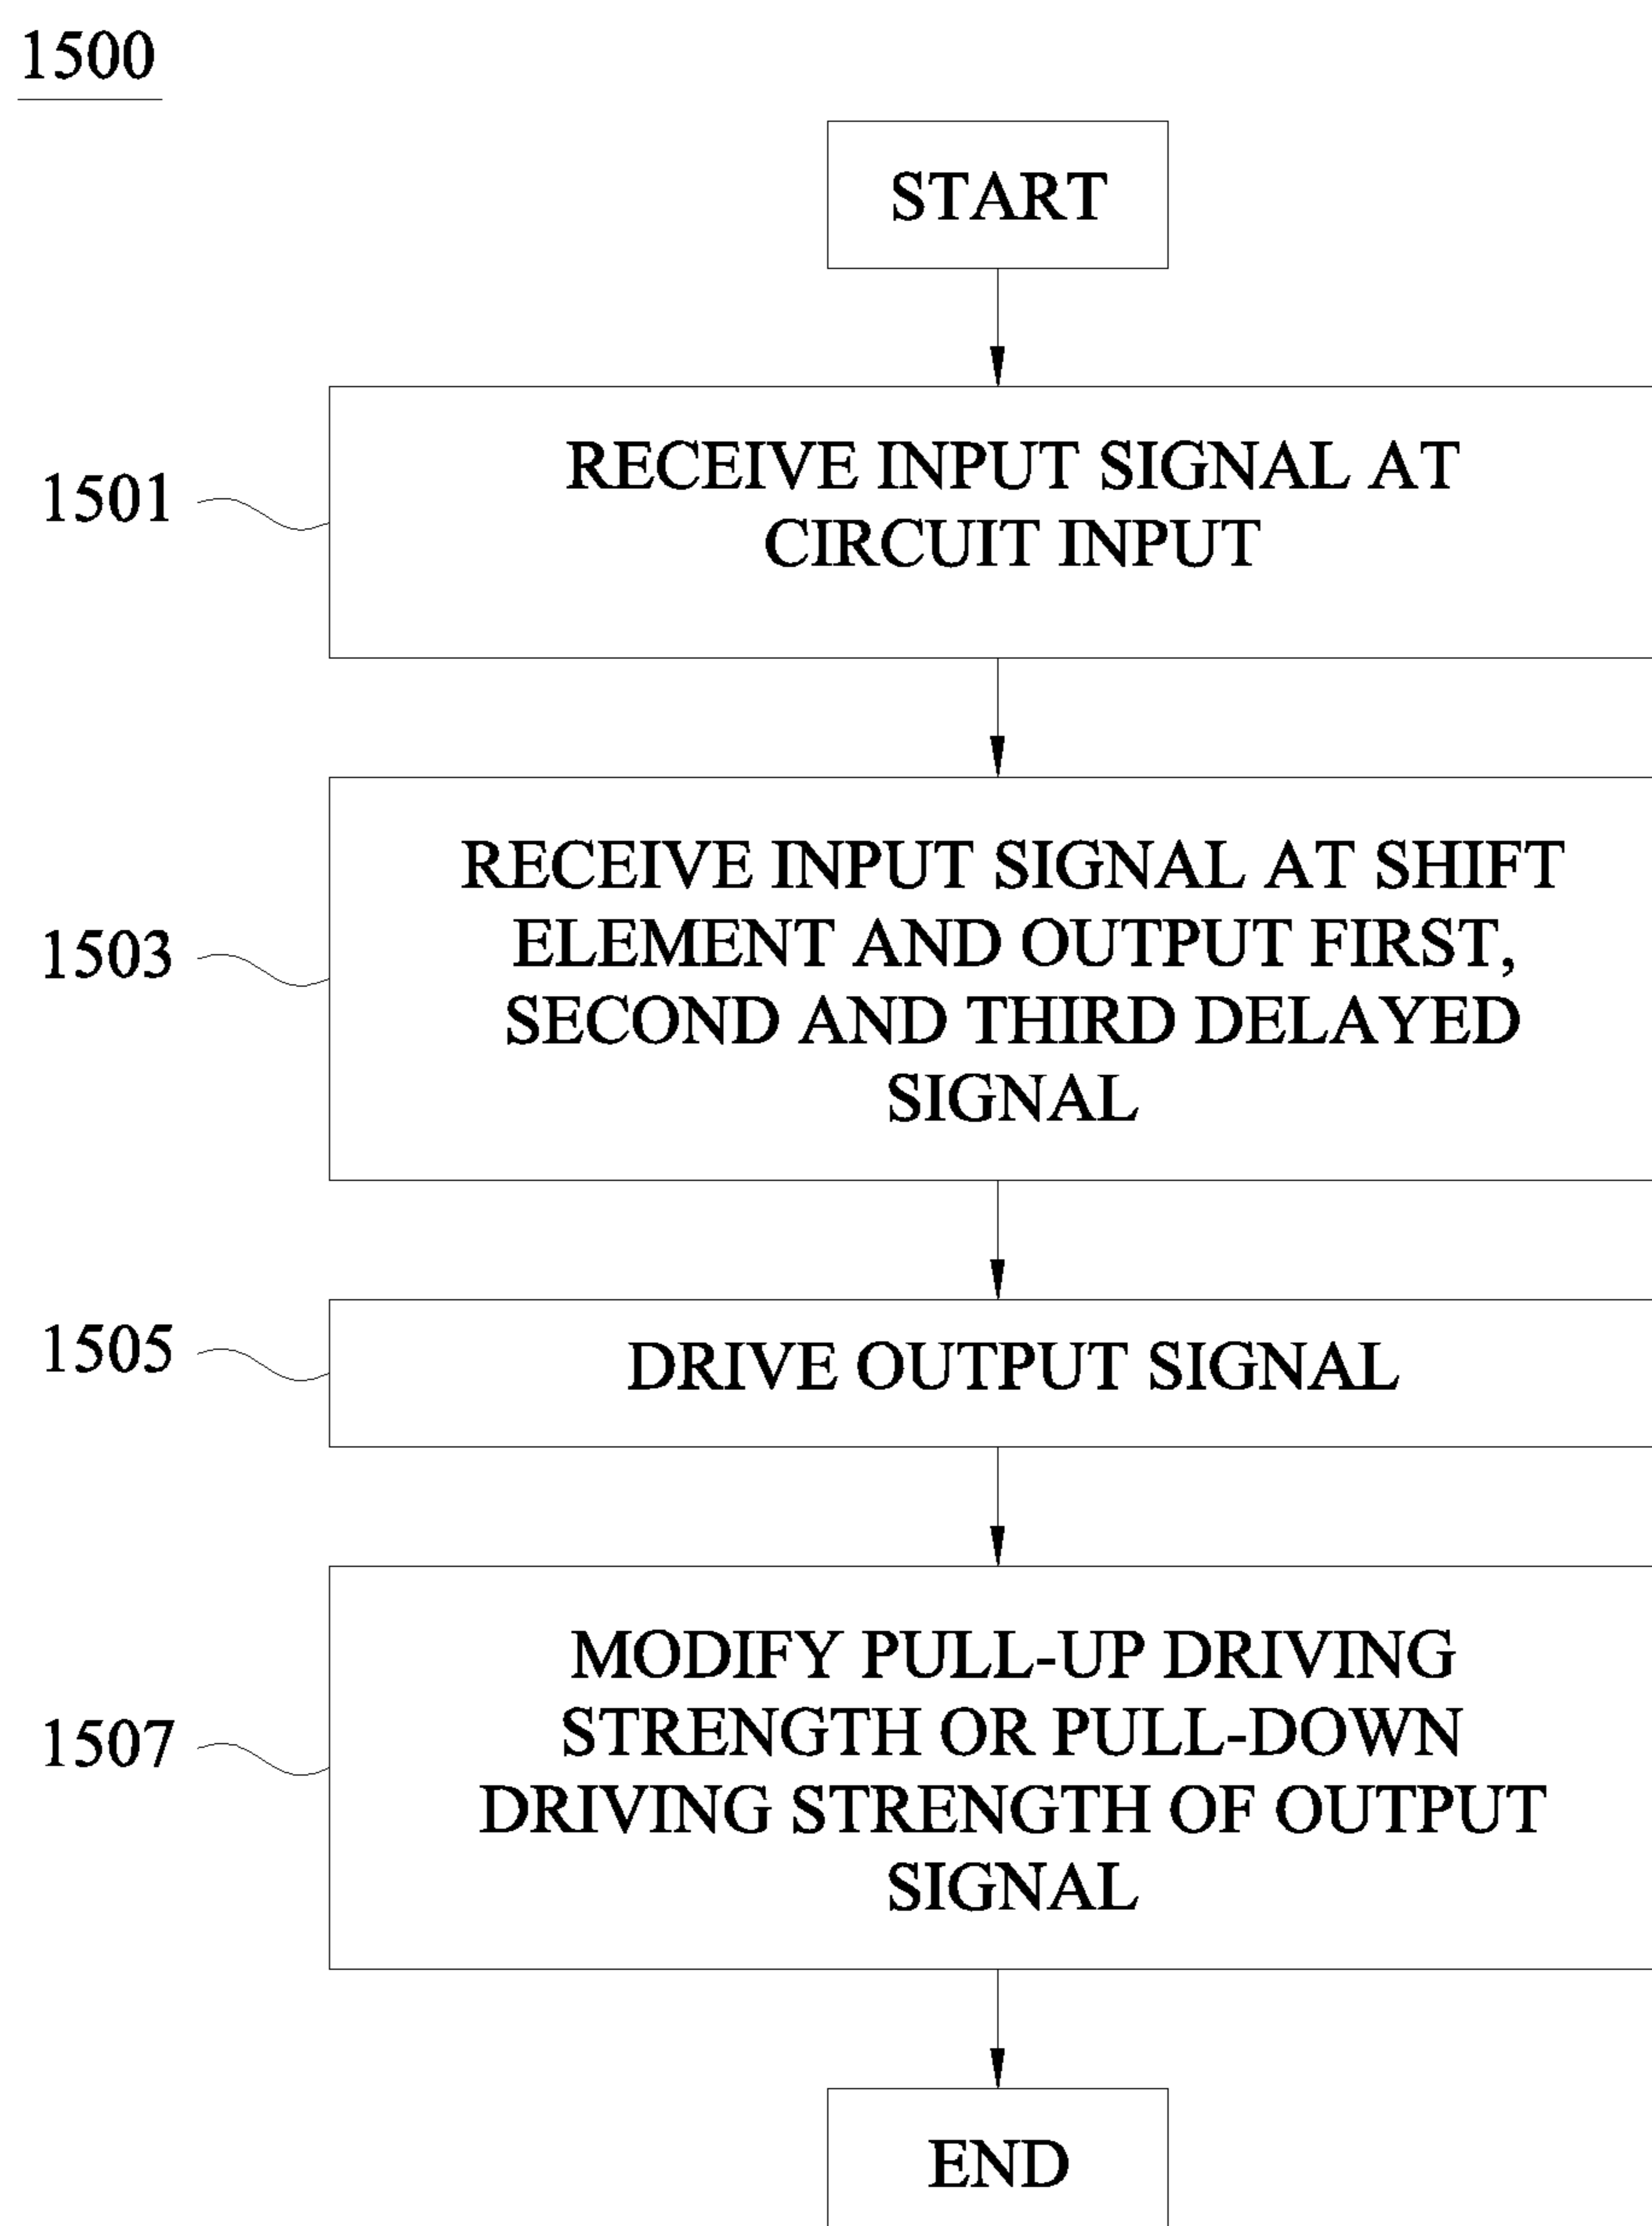 1500
START
1501
RECEIVE INPUT SIGNAL AT
CIRCUIT INPUT
1503
RECEIVE INPUT SIGNAL AT SHIFT
ELEMENT AND OUTPUT FIRST,
SECOND AND THIRD DELAYED
SIGNAL
1505
DRIVE OUTPUT SIGNAL
1507
MODIFY PULL-UP DRIVING
STRENGTH OR PULL-DOWN
DRIVING STRENGTH OF OUTPUT
SIGNAL
END